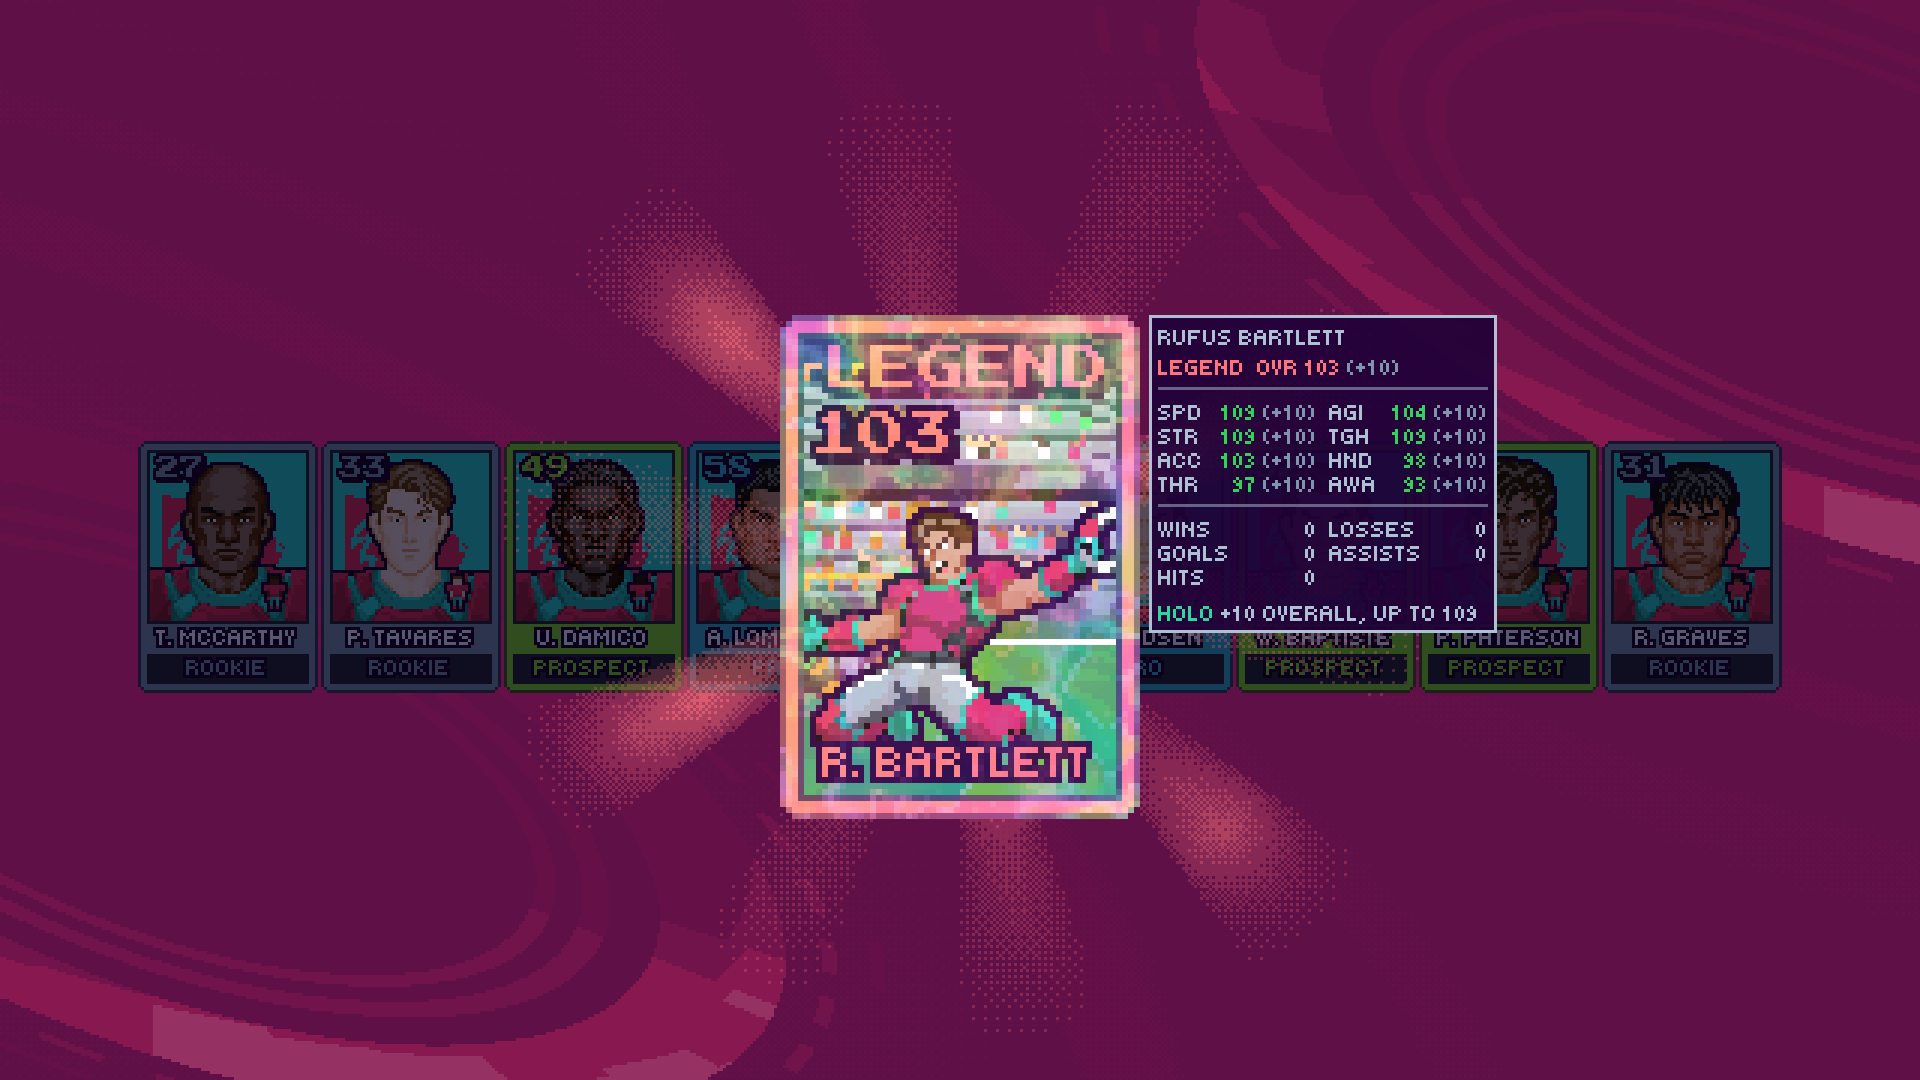 LEGEND
103
R. BARTLETT
RUFUS BARTLETT
LEGEND OVR 103 (+10)
SPD 109 (+10) AGI 104 (+10)
STR 109 (+10) TGH 109 (+10)
ACC 103 (+10) HND 98 (+10)
THR 97 (+10) AWA 93 (+10)
WINS 0 LOSSES 0
GOALS 0 ASSISTS 0
HITS 0
HOLO +10 OVERALL, UP TO 109
27
T. MCCARTHY
ROOKIE
33
P. TAVARES
ROOKIE
49
U. DAMICO
PROSPECT
58
A. LOM
W. BAPTISTE
PROSPECT
PATERSON
PROSPECT
31
R. GRAVES
ROOKIE